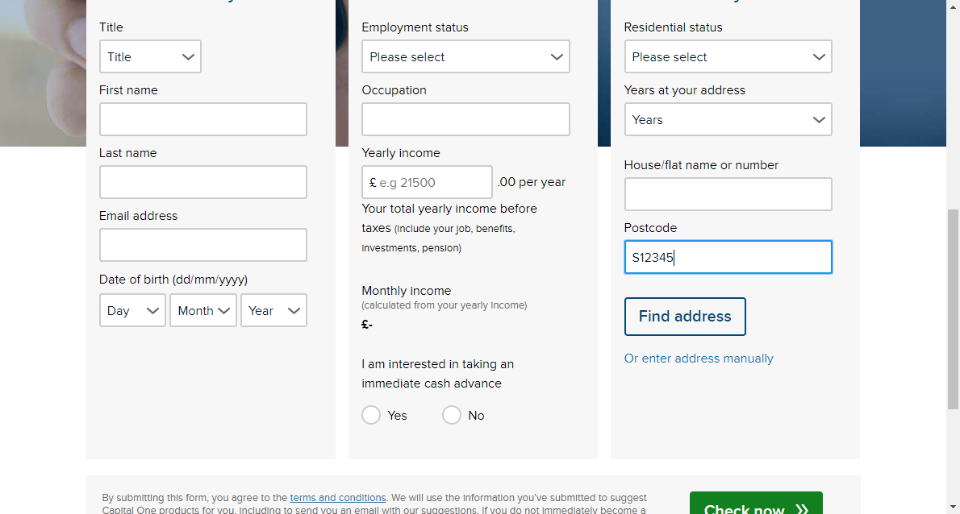 Title
Title
First name
Last name
Email address
Date of birth (dd/mm/yyyy)
Day
Month
Year
Employment status
Please select
Occupation
Yearly income
£ e.g 21500
.00 per year
Your total yearly income before
taxes (include your job, benefits,
investments, pension)
Monthly income
(calculated from your yearly income)
£-
I am interested in taking an
immediate cash advance
Yes
No
Residential status
Please select
Years at your address
Years
House/flat name or number
Postcode
S12345
Find address
Or enter address manually
By submitting this form, you agree to the terms and conditions. We will use the information you've submitted to suggest
Capital One products for you, including to send you an email with our suggestions. If you do not immediately become a
Check now